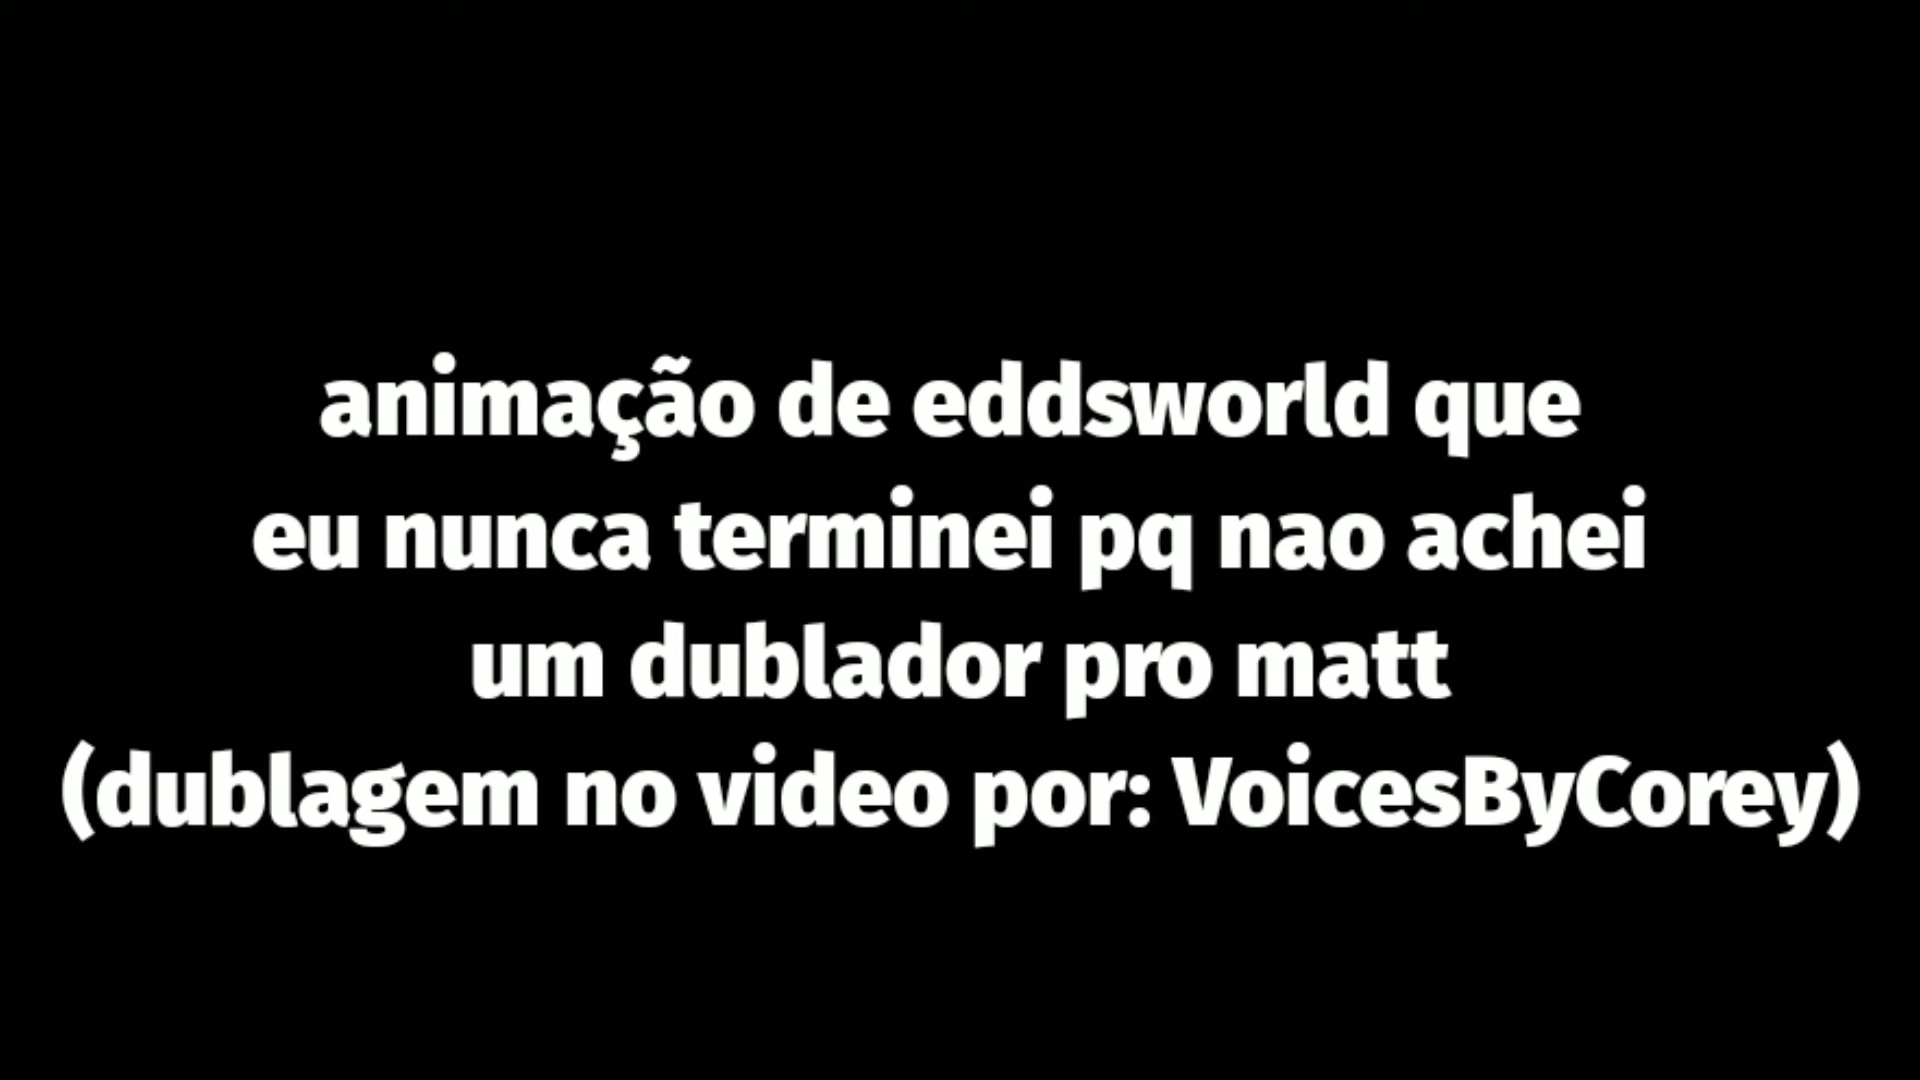 animação de eddsworld que
eu nunca terminei pq nao achei
um dublador pro matt
(dublagem no video por: VoicesByCorey)